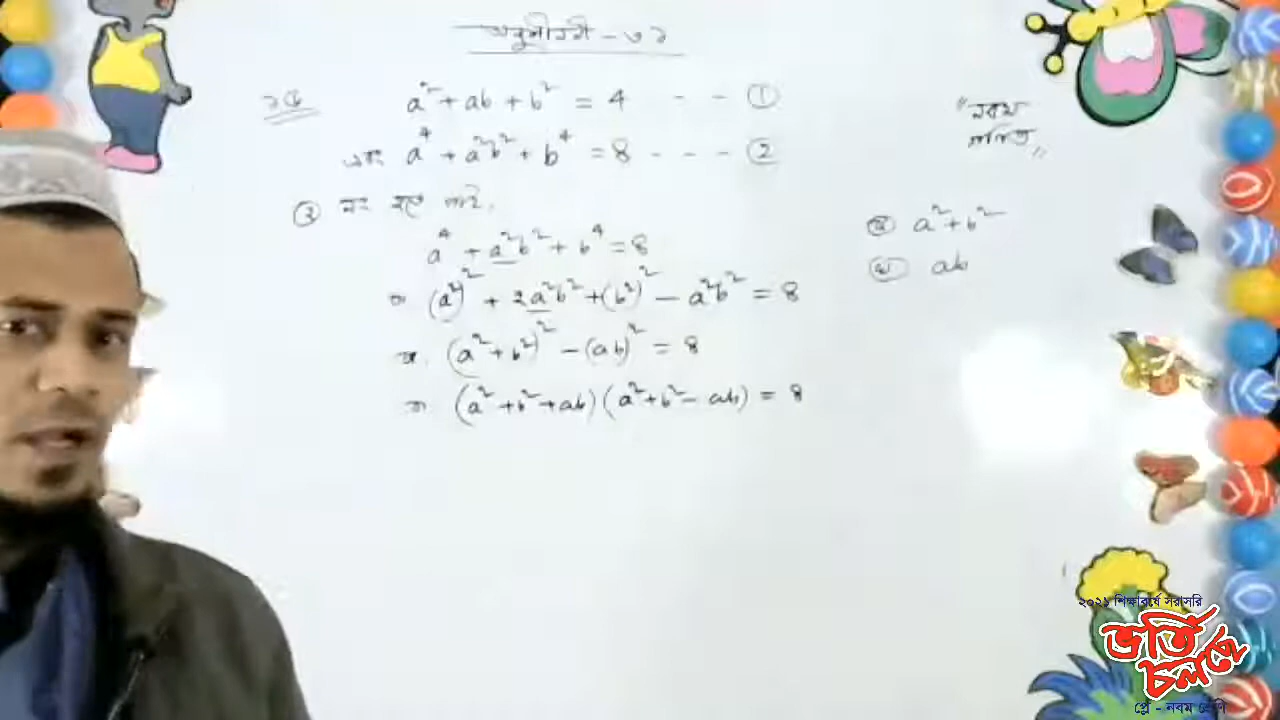 অনুশীলনী - ৩.১
১৫ a² + ab + b² = 4 - - ①
এবং a⁴ + a²b² + b⁴ = 8 - - - ②
② নং হতে পাই,
a⁴ + a²b² + b⁴ = 8
বা (a²)² + 2a²b² + (b²)² - a²b² = 8
বা, (a² + b²)² - (ab)² = 8
বা (a² + b² + ab)(a² + b² - ab) = 8
"নবম
গণিত"
a² + b²
ab
২০২১ শিক্ষাবর্ষে সরাসরি
ভর্তি
চলছে
প্লে - নবম শ্রেণি